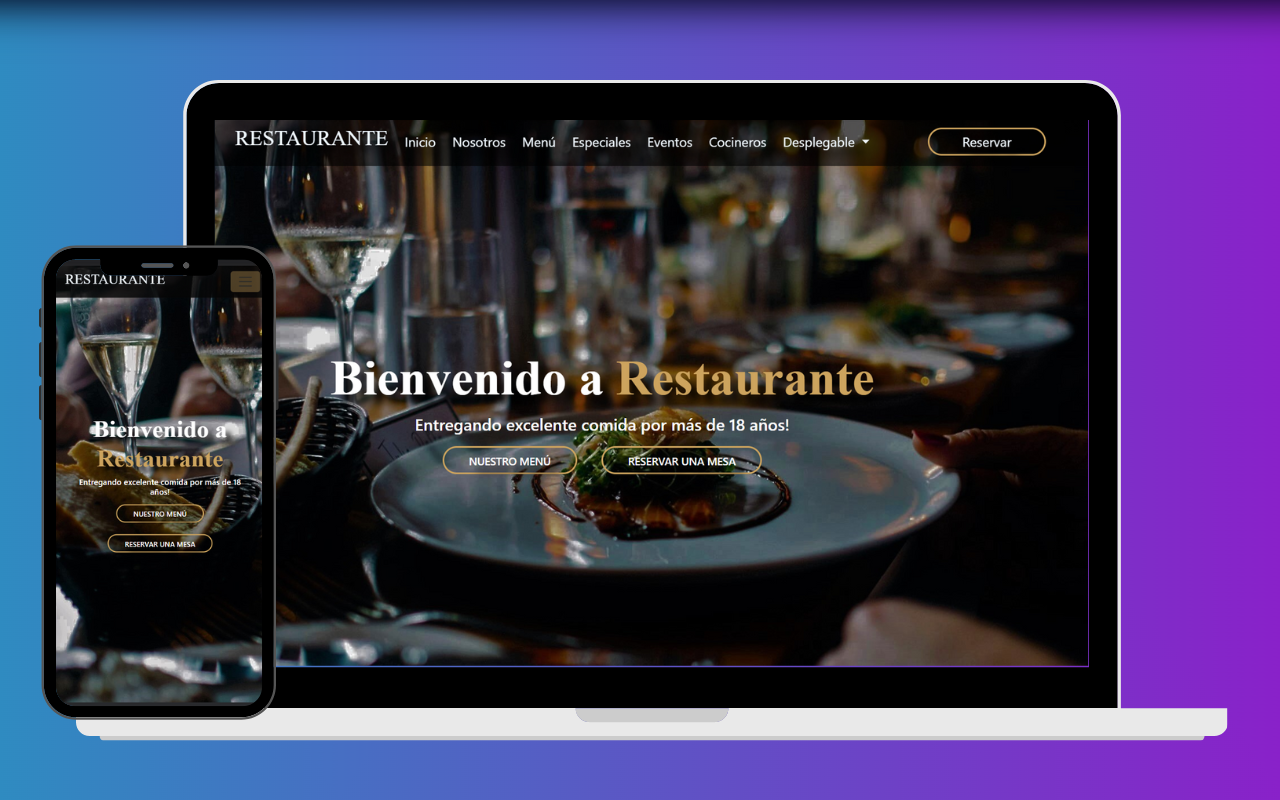 RESTAURANTE Inicio Nosotros Menú Especiales Eventos Cocineros Desplegable Reservar
Bienvenido a Restaurante
Entregando excelente comida por más de 18 años!
NUESTRO MENÚ RESERVAR UNA MESA
RESTAURANTE
Bienvenido a
Restaurante
Entregando excelente comida por más de 18
años!
NUESTRO MENÚ
RESERVAR UNA MESA